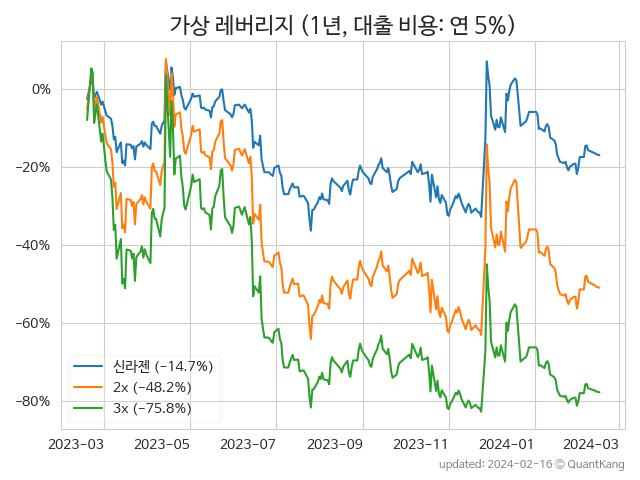 가상 레버리지 (1년, 대출 비용: 연 5%)
0%
−20%
−40%
−60%
−80%
신라젠 (−14.7%)
2x (−48.2%)
3x (−75.8%)
2023−03 2023−05 2023−07 2023−09 2023−11 2024−01 2024−03
updated: 2024−02−16 © QuantKang